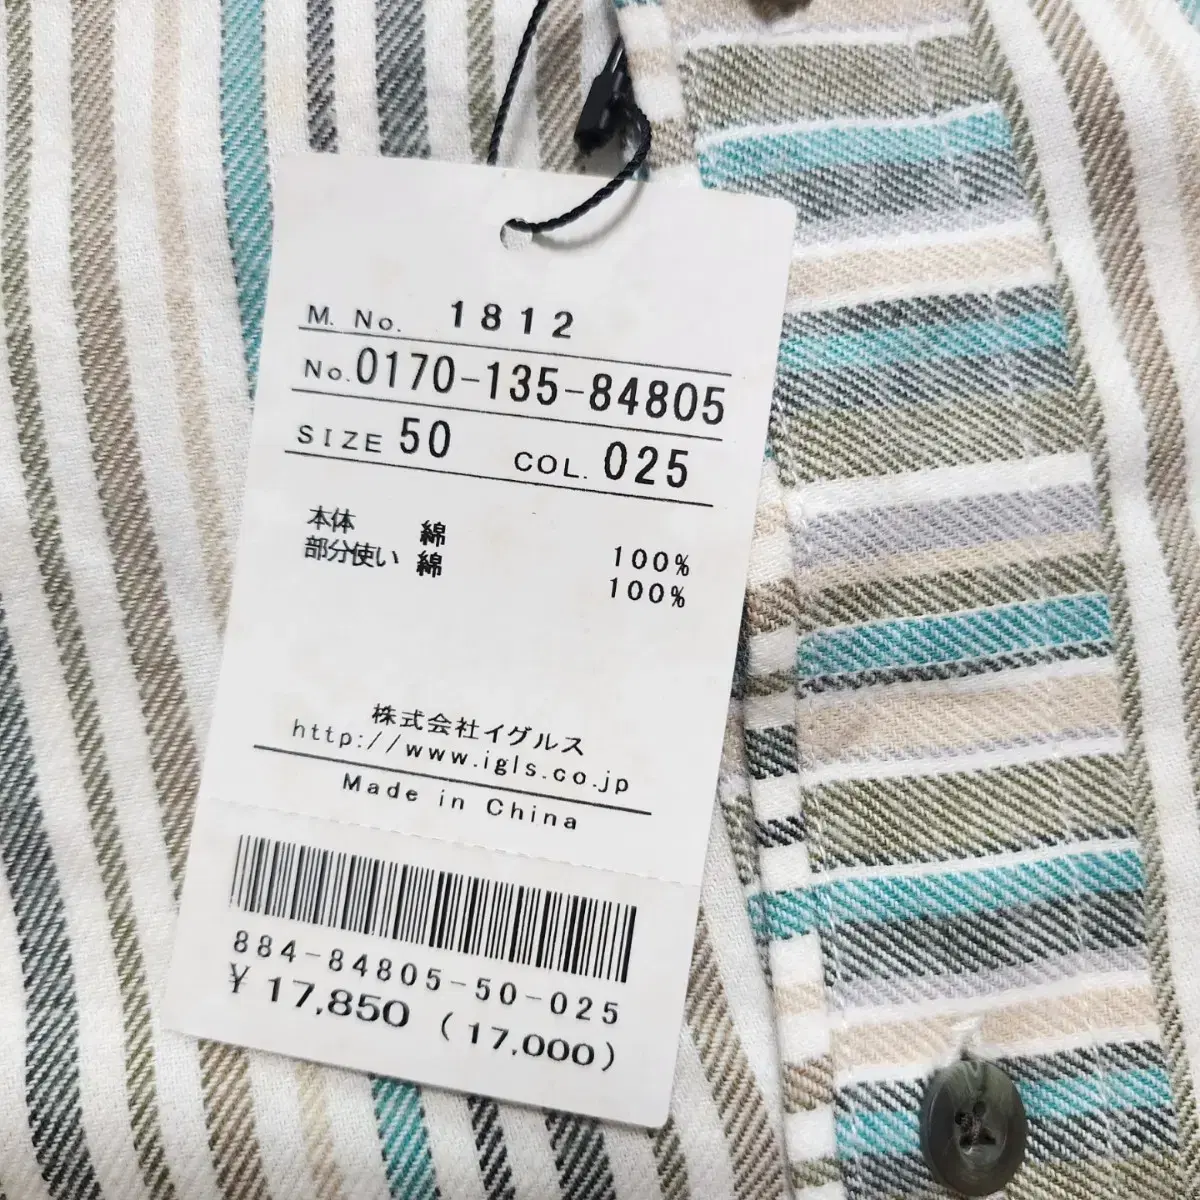 M. No. 1812
No. 0170-135-84805
SIZE 50 COL. 025
本体 綿 100%
部分使い 綿 100%
株式会社イグルス
http://www.igls.co.jp
Made in China
884-84805-50-025
¥17,850 (17,000)